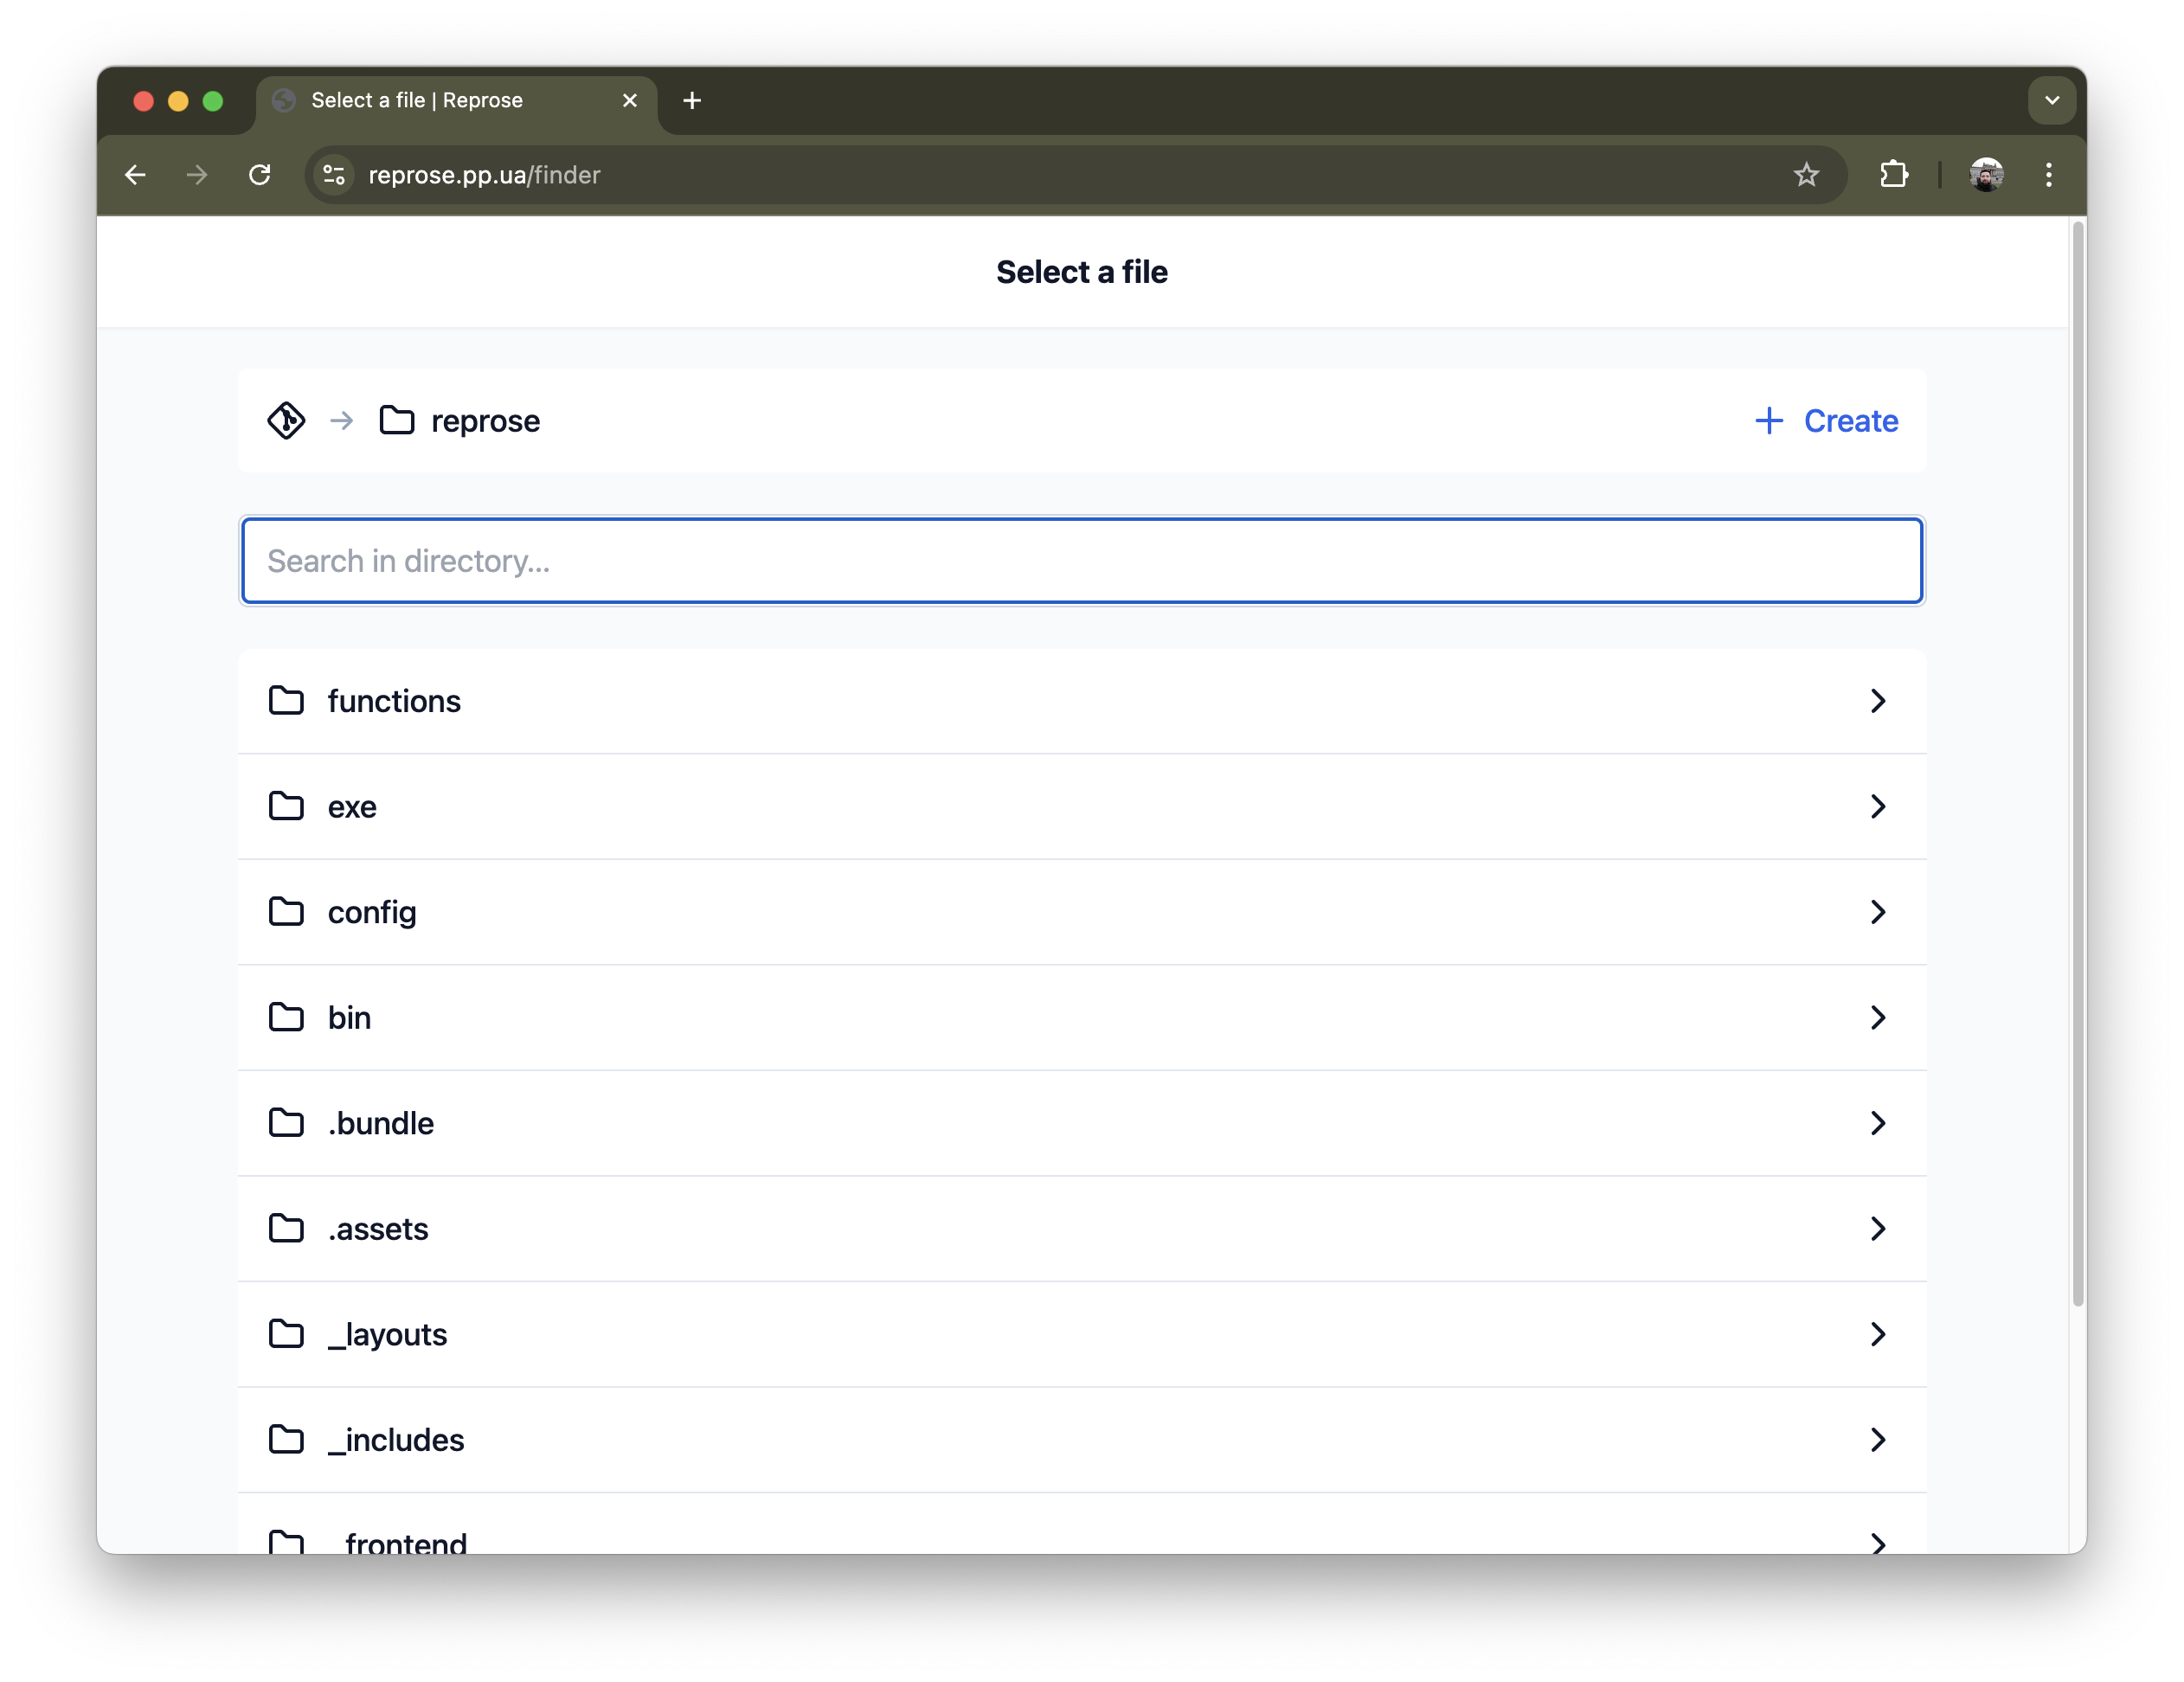 Select a file | Reprose
reprose.pp.ua/finder
Select a file
reprose
Create
Search in directory...
functions
exe
config
bin
.bundle
.assets
_layouts
_includes
frontend